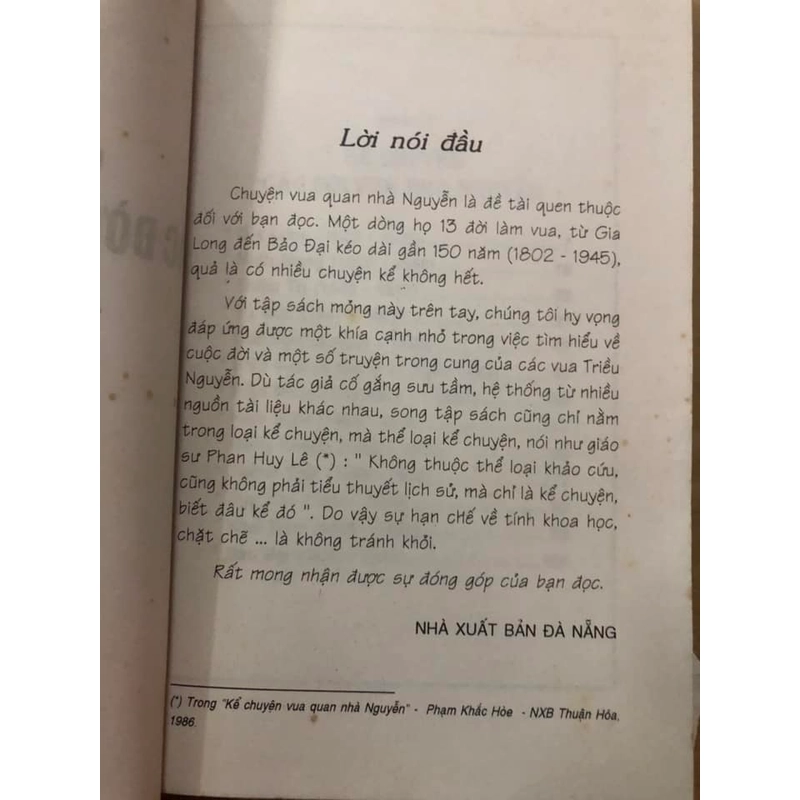 Lời nói đầu
Chuyện vua quan nhà Nguyễn là đề tài quen thuộc
đối với bạn đọc. Một dòng họ 13 đời làm vua, từ Gia
Long đến Bảo Đại kéo dài gần 150 năm (1802 - 1945),
quả là có nhiều chuyện kể không hết.
Với tập sách mỏng này trên tay, chúng tôi hy vọng
đáp ứng được một khía cạnh nhỏ trong việc tìm hiểu về
cuộc đời và một số truyện trong cung của các vua Triều
Nguyễn. Dù tác giả cố gắng sưu tầm, hệ thống từ nhiều
nguồn tài liệu khác nhau, song tập sách cũng chỉ nằm
trong loại kể chuyện, mà thể loại kể chuyện, nói như giáo
sư Phan Huy Lê (*) : " Không thuộc thể loại khảo cứu,
cũng không phải tiểu thuyết lịch sử, mà chỉ là kể chuyện,
biết đâu kể đó ". Do vậy sự hạn chế về tính khoa học,
chặt chẽ ... là không tránh khỏi.
Rất mong nhận được sự đóng góp của bạn đọc.
NHÀ XUẤT BẢN ĐÀ NẴNG
(*) Trong "Kể chuyện vua quan nhà Nguyễn" - Phạm Khắc Hòe - NXB Thuận Hóa,
1986.